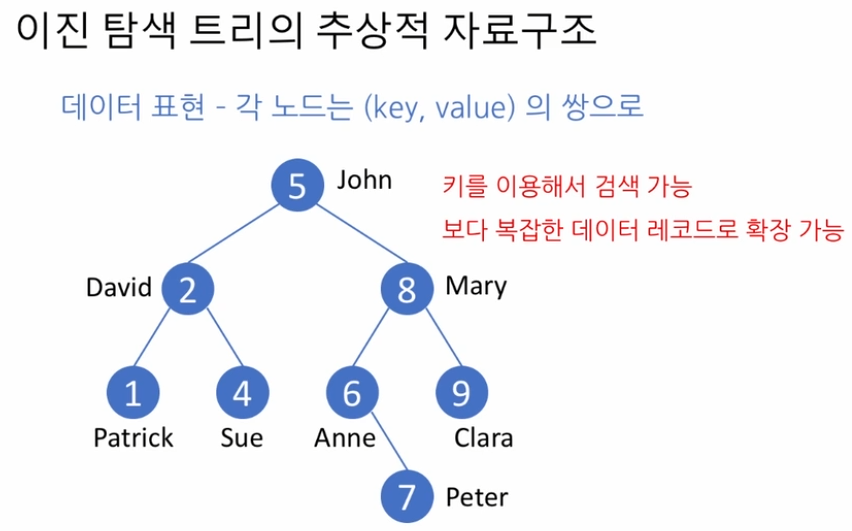 이진 탐색 트리의 추상적 자료구조
데이터 표현 - 각 노드는 (key, value) 의 쌍으로
5 John
키를 이용해서 검색 가능
보다 복잡한 데이터 레코드로 확장 가능
David 2
8 Mary
1
4
6
9
Patrick
Sue
Anne
Clara
7 Peter